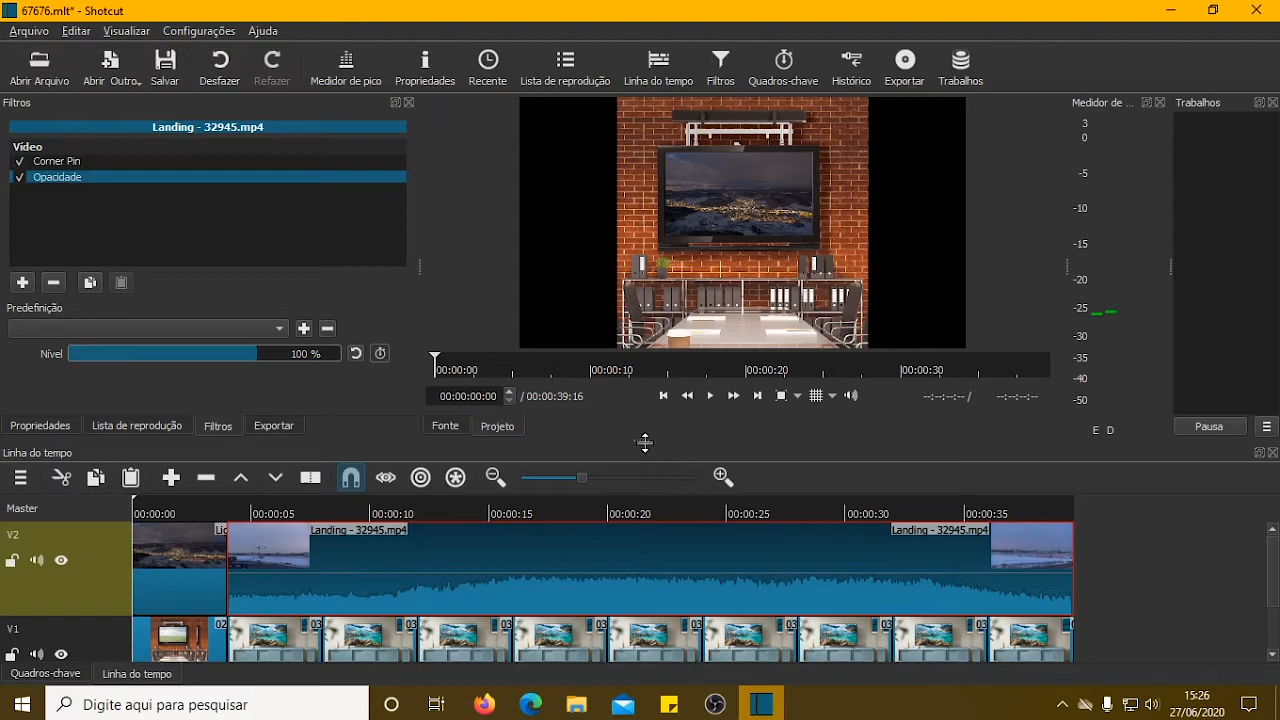 67676.mlt* - Shotcut
Arquivo Editar Visualizar Configurações Ajuda
Abrir Arquivo Abrir Outro... Salvar Desfazer Refazer Medidor de pico Propriedades Recente Lista de reprodução Linha do tempo Filtros Quadros-chave Histórico Exportar Trabalhos
Filtros
Landing - 32945.mp4
Vídeo
Corner Pin
Opacidade
Predefinição
Nível 100 %
Propriedades Lista de reprodução Filtros Exportar
00:00:00 00:00:10 00:00:20 00:00:30
00:00:00:00 / 00:00:39:16 --:--:--:-- / --:--:--:--
Fonte Projeto
Medidor de ...
3
0
-5
-10
-15
-20
-25
-30
-35
-40
-50
E D
Trabalhos
Pausa
Linha do tempo
Master 00:00:00 00:00:05 00:00:10 00:00:15 00:00:20 00:00:25 00:00:30 00:00:35
V2 Landing - 32945.mp4 Landing - 32945.mp4
V1 02 03 03 03 03 03 03 03 03
Quadros-chave Linha do tempo
Digite aqui para pesquisar
15:26
27/06/2020